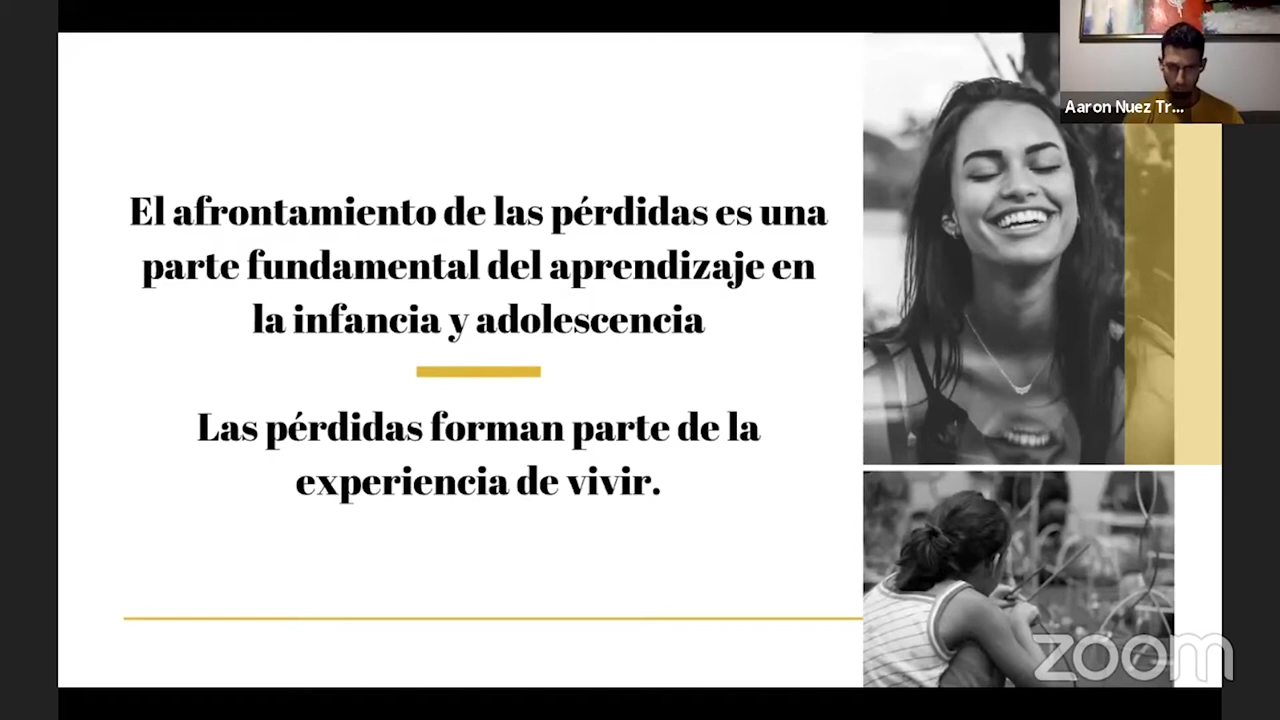 Aaron Nuez Tr...
El afrontamiento de las pérdidas es una
parte fundamental del aprendizaje en
la infancia y adolescencia
Las pérdidas forman parte de la
experiencia de vivir.
zoom